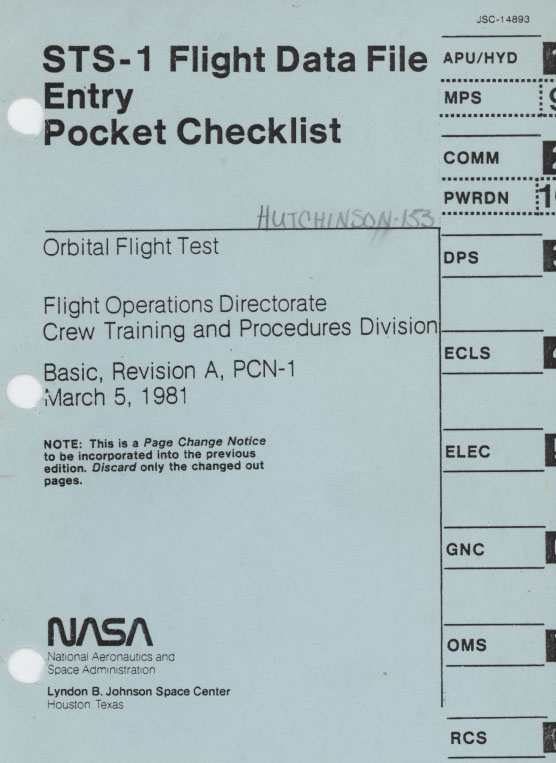 JSC-14893
STS-1 Flight Data File
Entry
Pocket Checklist
HUTCHINSON-153
Orbital Flight Test
Flight Operations Directorate
Crew Training and Procedures Division
Basic, Revision A, PCN-1
March 5, 1981
NOTE: This is a Page Change Notice
to be incorporated into the previous
edition. Discard only the changed out
pages.
NASA
National Aeronautics and
Space Administration
Lyndon B. Johnson Space Center
Houston, Texas
APU/HYD
MPS 9
COMM 2
PWRDN 1
DPS
ECLS
ELEC
GNC
OMS
RCS